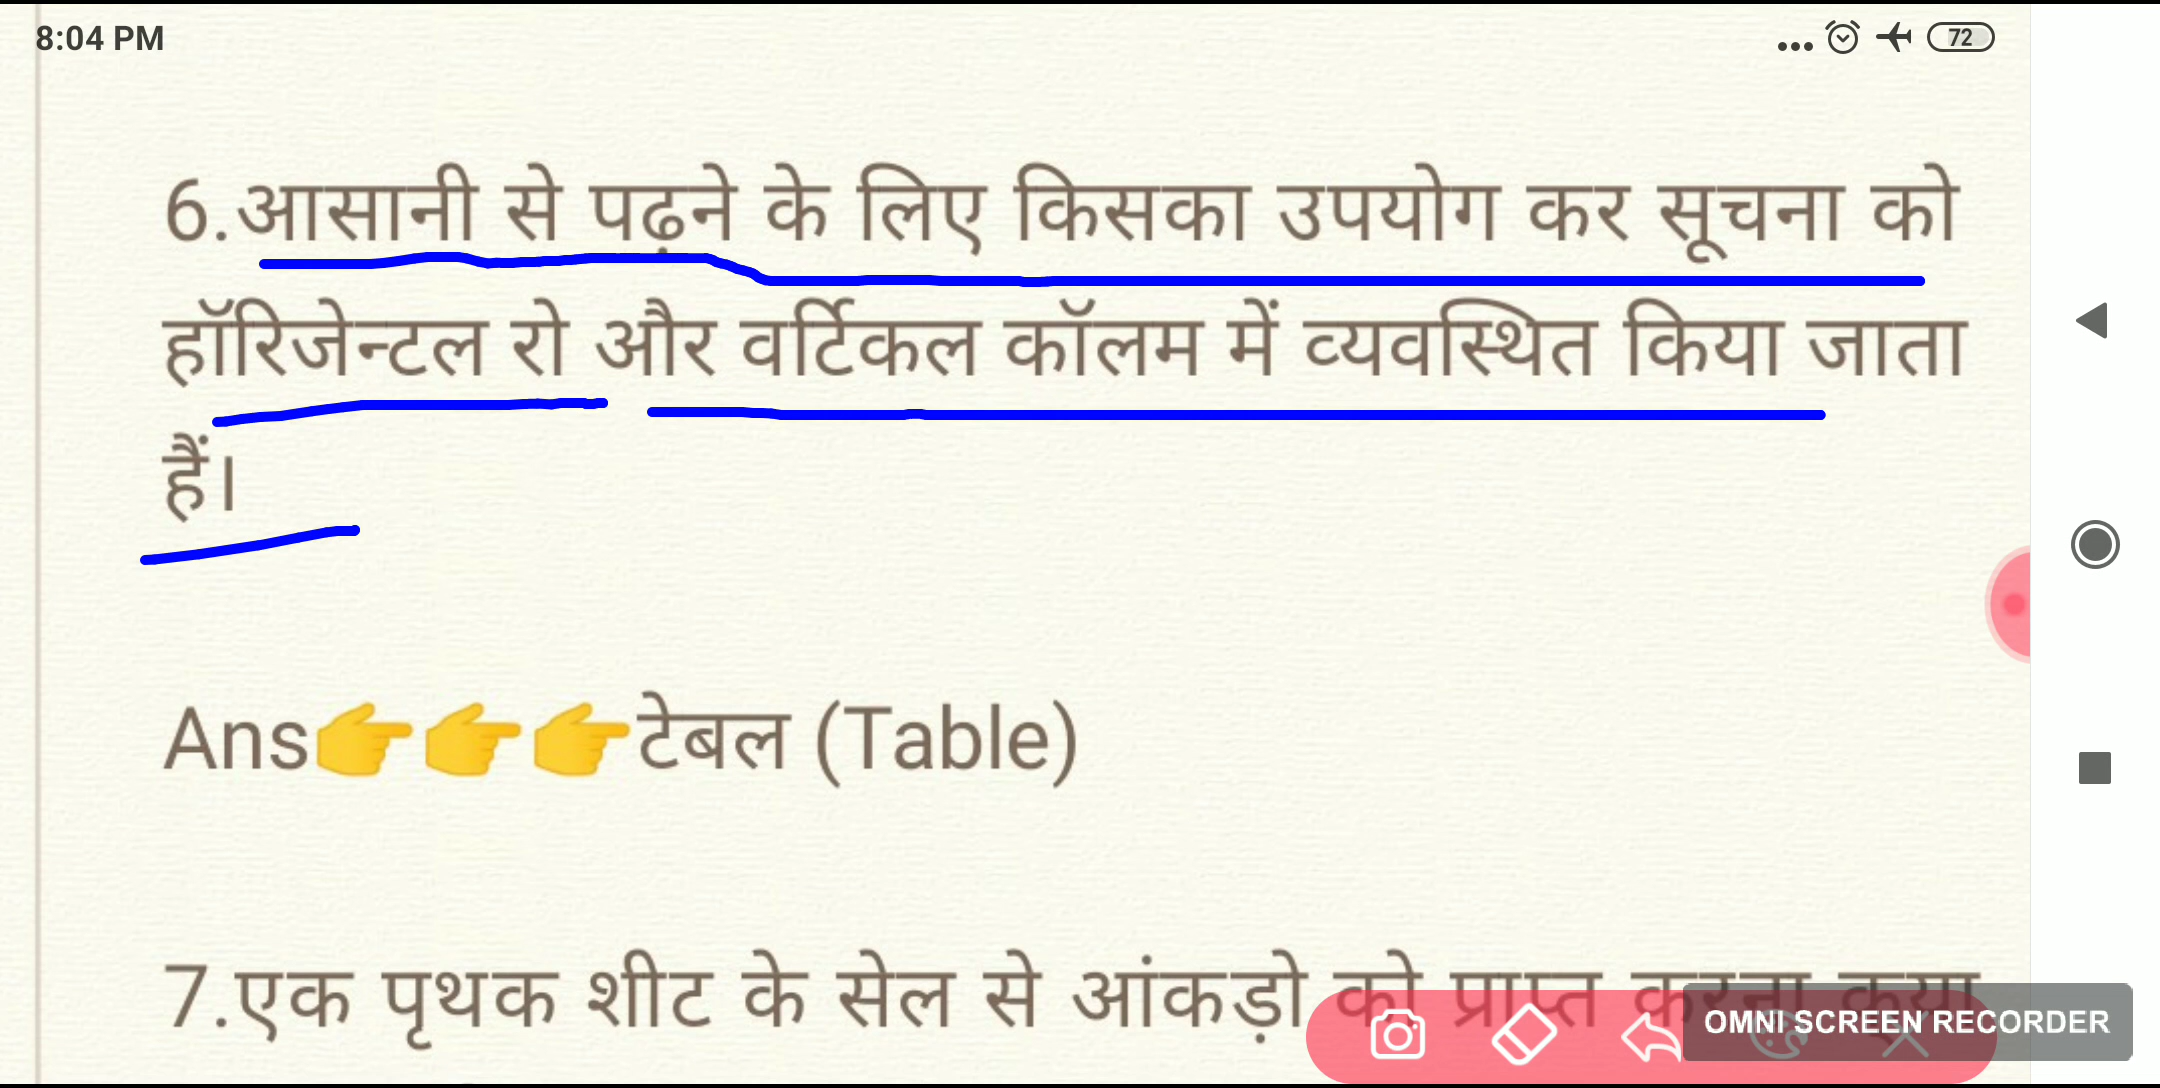 8:04 PM
72
6.आसानी से पढ़ने के लिए किसका उपयोग कर सूचना को
हॉरिजेन्टल रो और वर्टिकल कॉलम में व्यवस्थित किया जाता
हैं।
Ans👉👉👉टेबल (Table)
7.एक पृथक शीट के सेल से आंकड़ो को प्राप्त करना क्या
OMNI SCREEN RECORDER